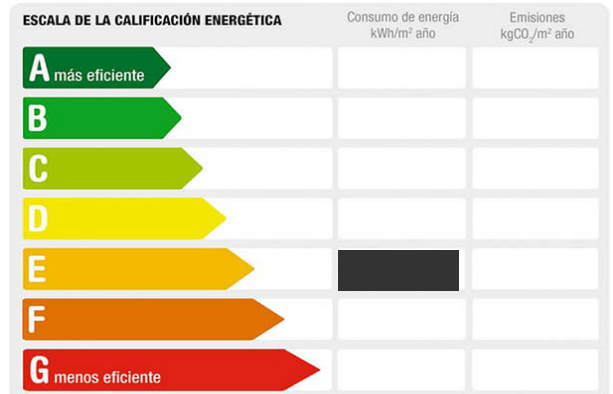 ESCALA DE LA CALIFICACIÓN ENERGÉTICA
Consumo de energía
kWh/m² año
Emisiones
kgCO₂/m² año
A más eficiente
B
C
D
E
F
G menos eficiente